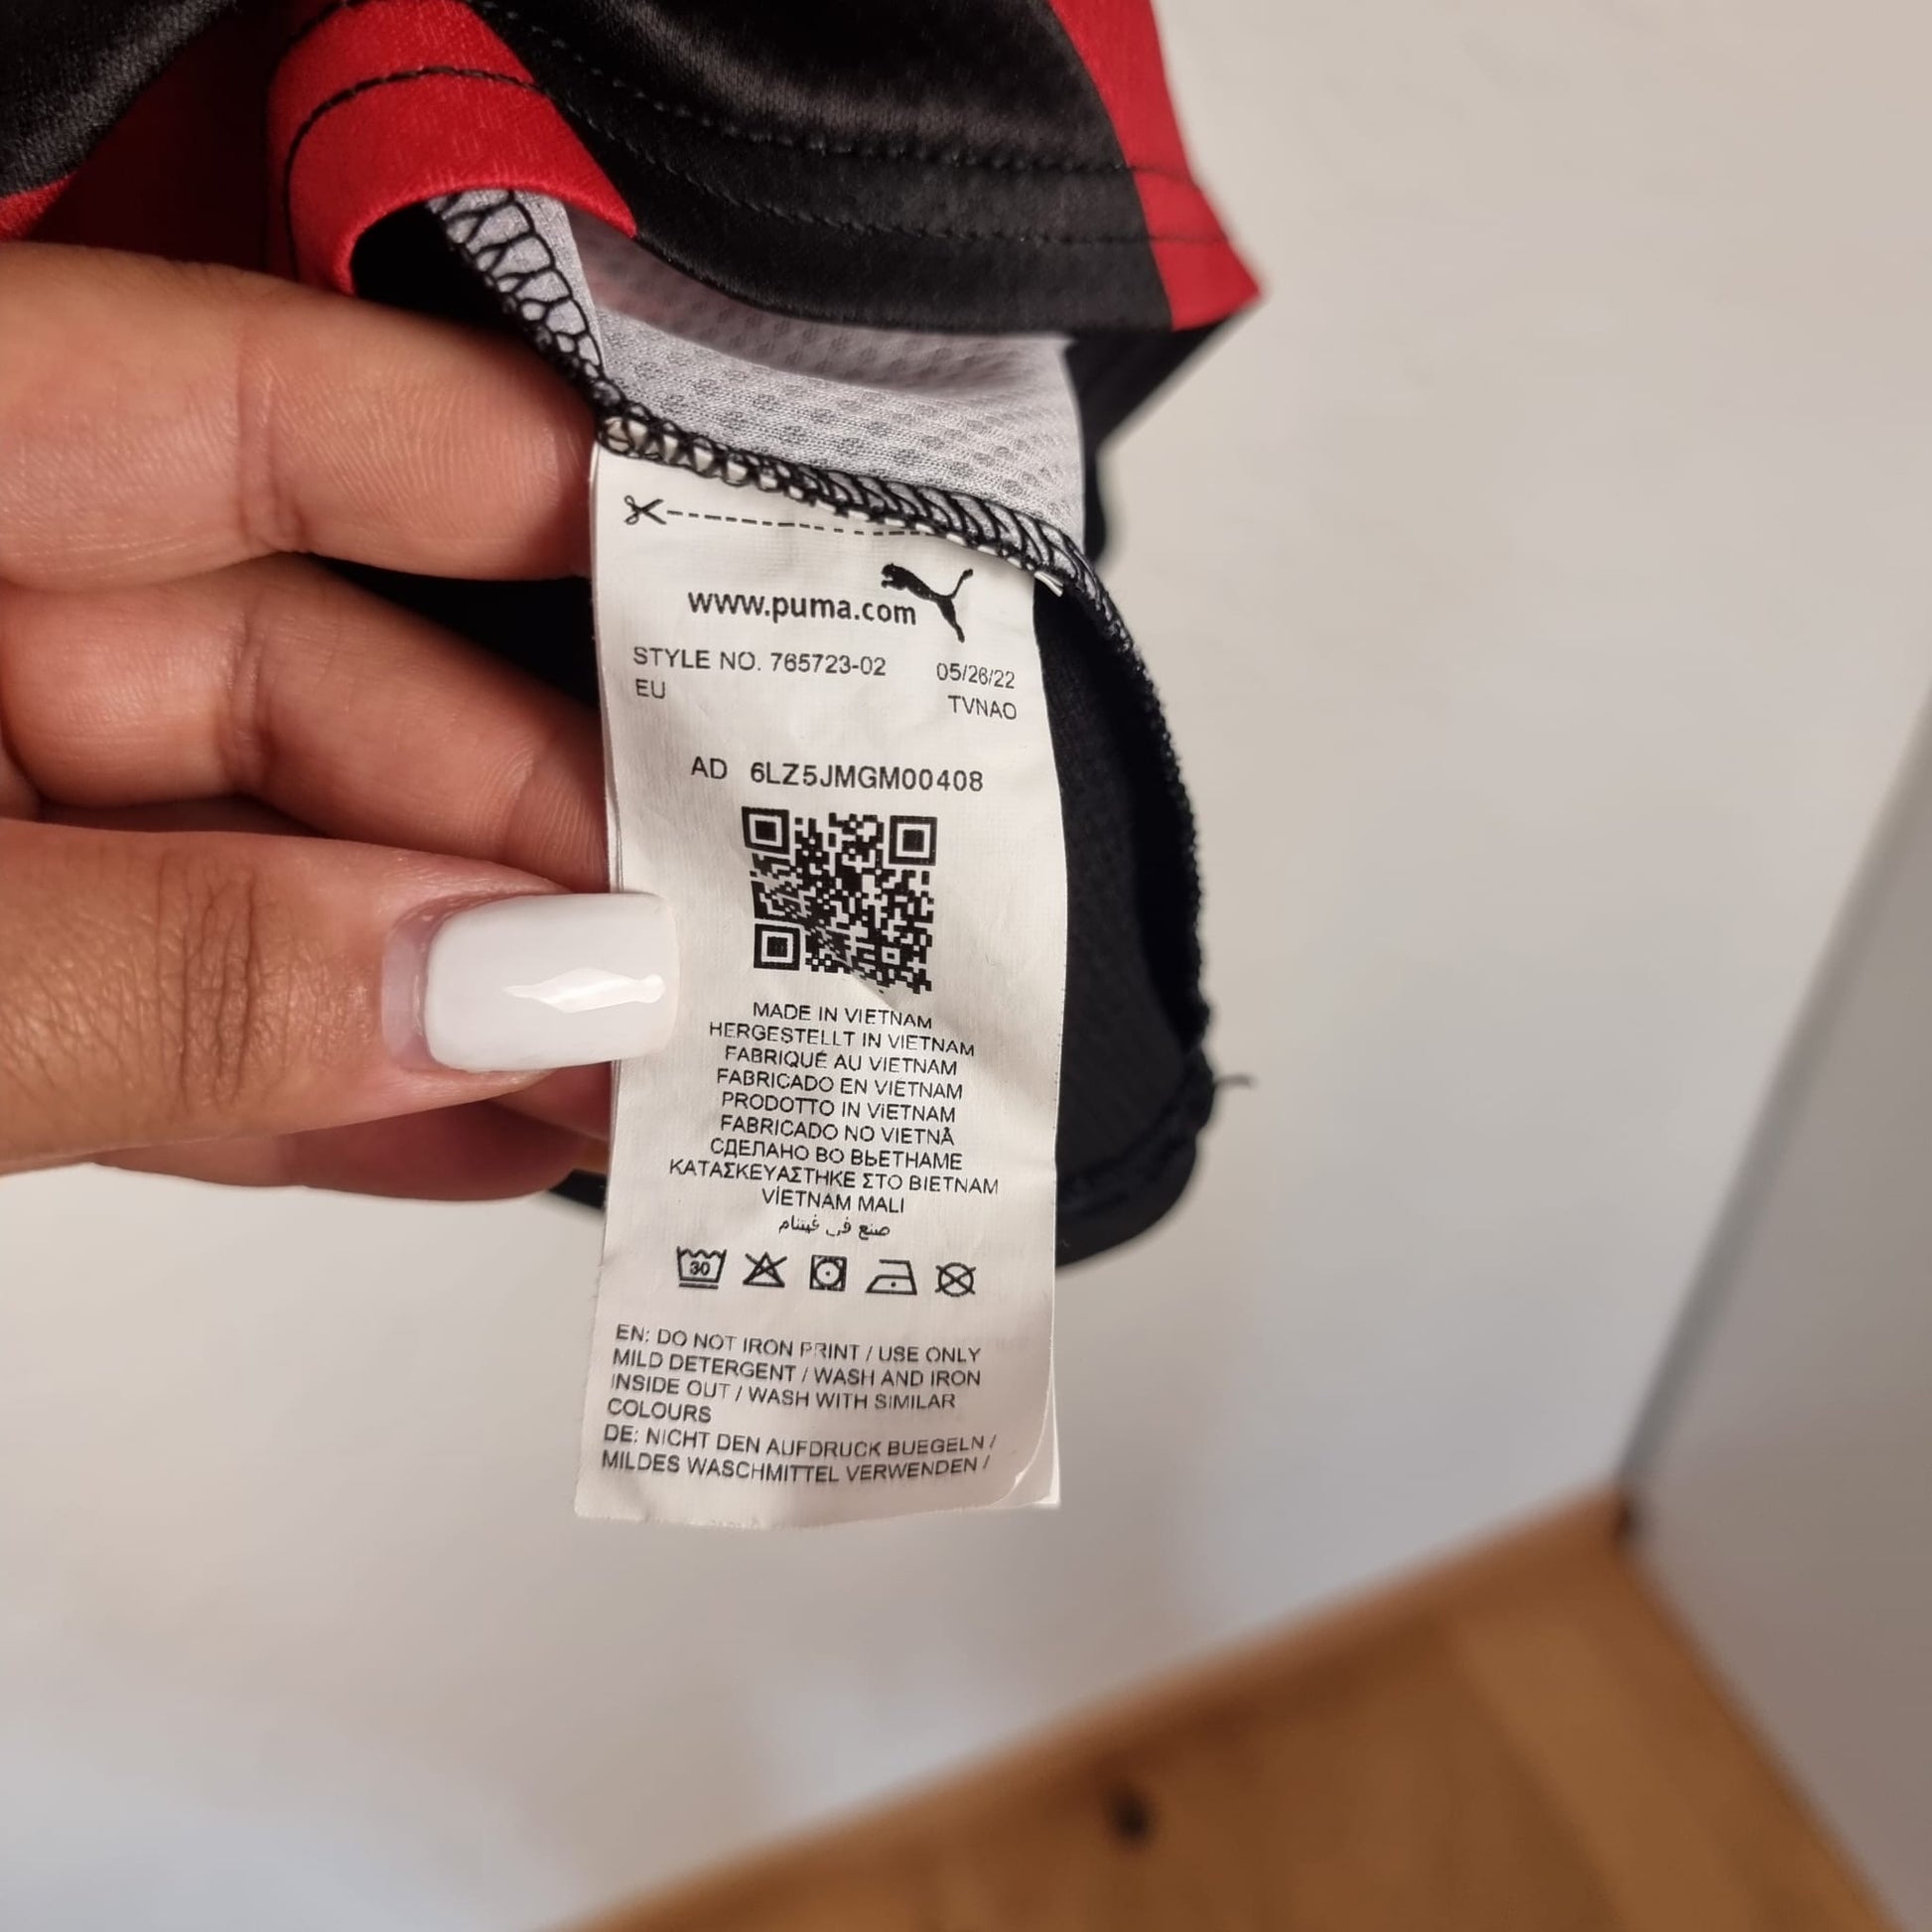 www.puma.com
STYLE NO. 765723-02 05/26/22
EU TVNAO
AD 6LZ5JMGM00408
MADE IN VIETNAM
HERGESTELLT IN VIETNAM
FABRIQUÉ AU VIETNAM
FABRICADO EN VIETNAM
PRODOTTO IN VIETNAM
FABRICADO NO VIETNÃ
СДЕЛАНО ВО ВЬЕТНАМЕ
ΚΑΤΑΣΚΕΥΑΣΤΗΚΕ ΣΤΟ ΒΙΕΤΝΑΜ
VİETNAM MALI
صنع في فيتنام
30
EN: DO NOT IRON PRINT / USE ONLY
MILD DETERGENT / WASH AND IRON
INSIDE OUT / WASH WITH SIMILAR
COLOURS
DE: NICHT DEN AUFDRUCK BUEGELN /
MILDES WASCHMITTEL VERWENDEN /